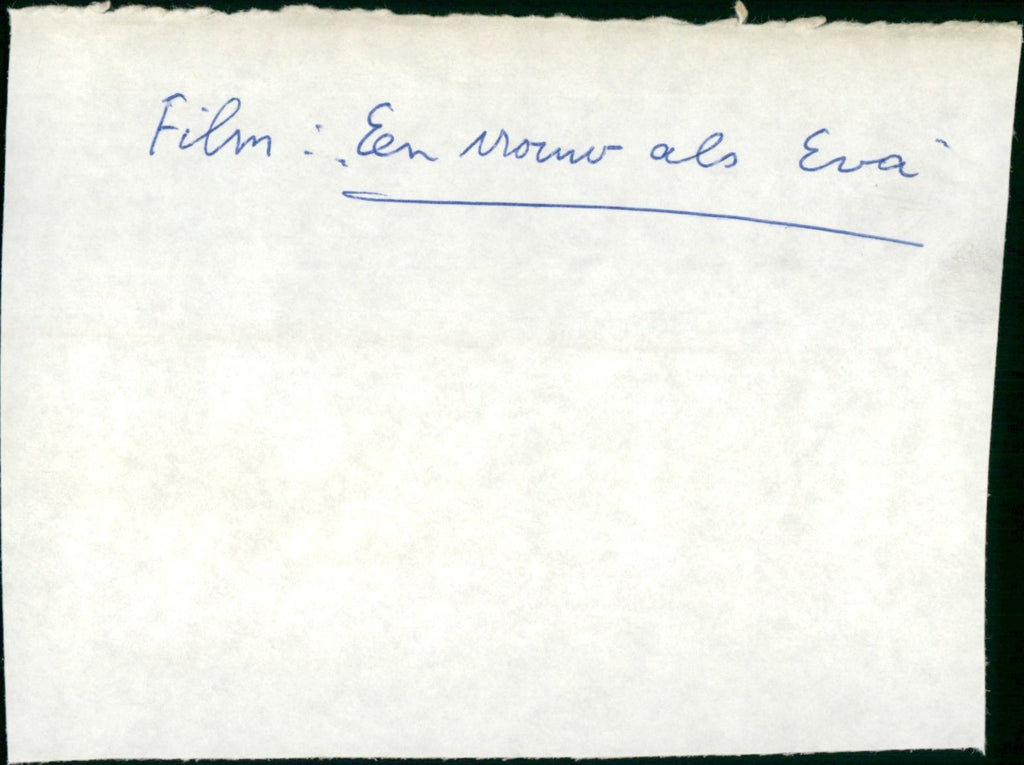 Film : „Een vrouw als Eva"